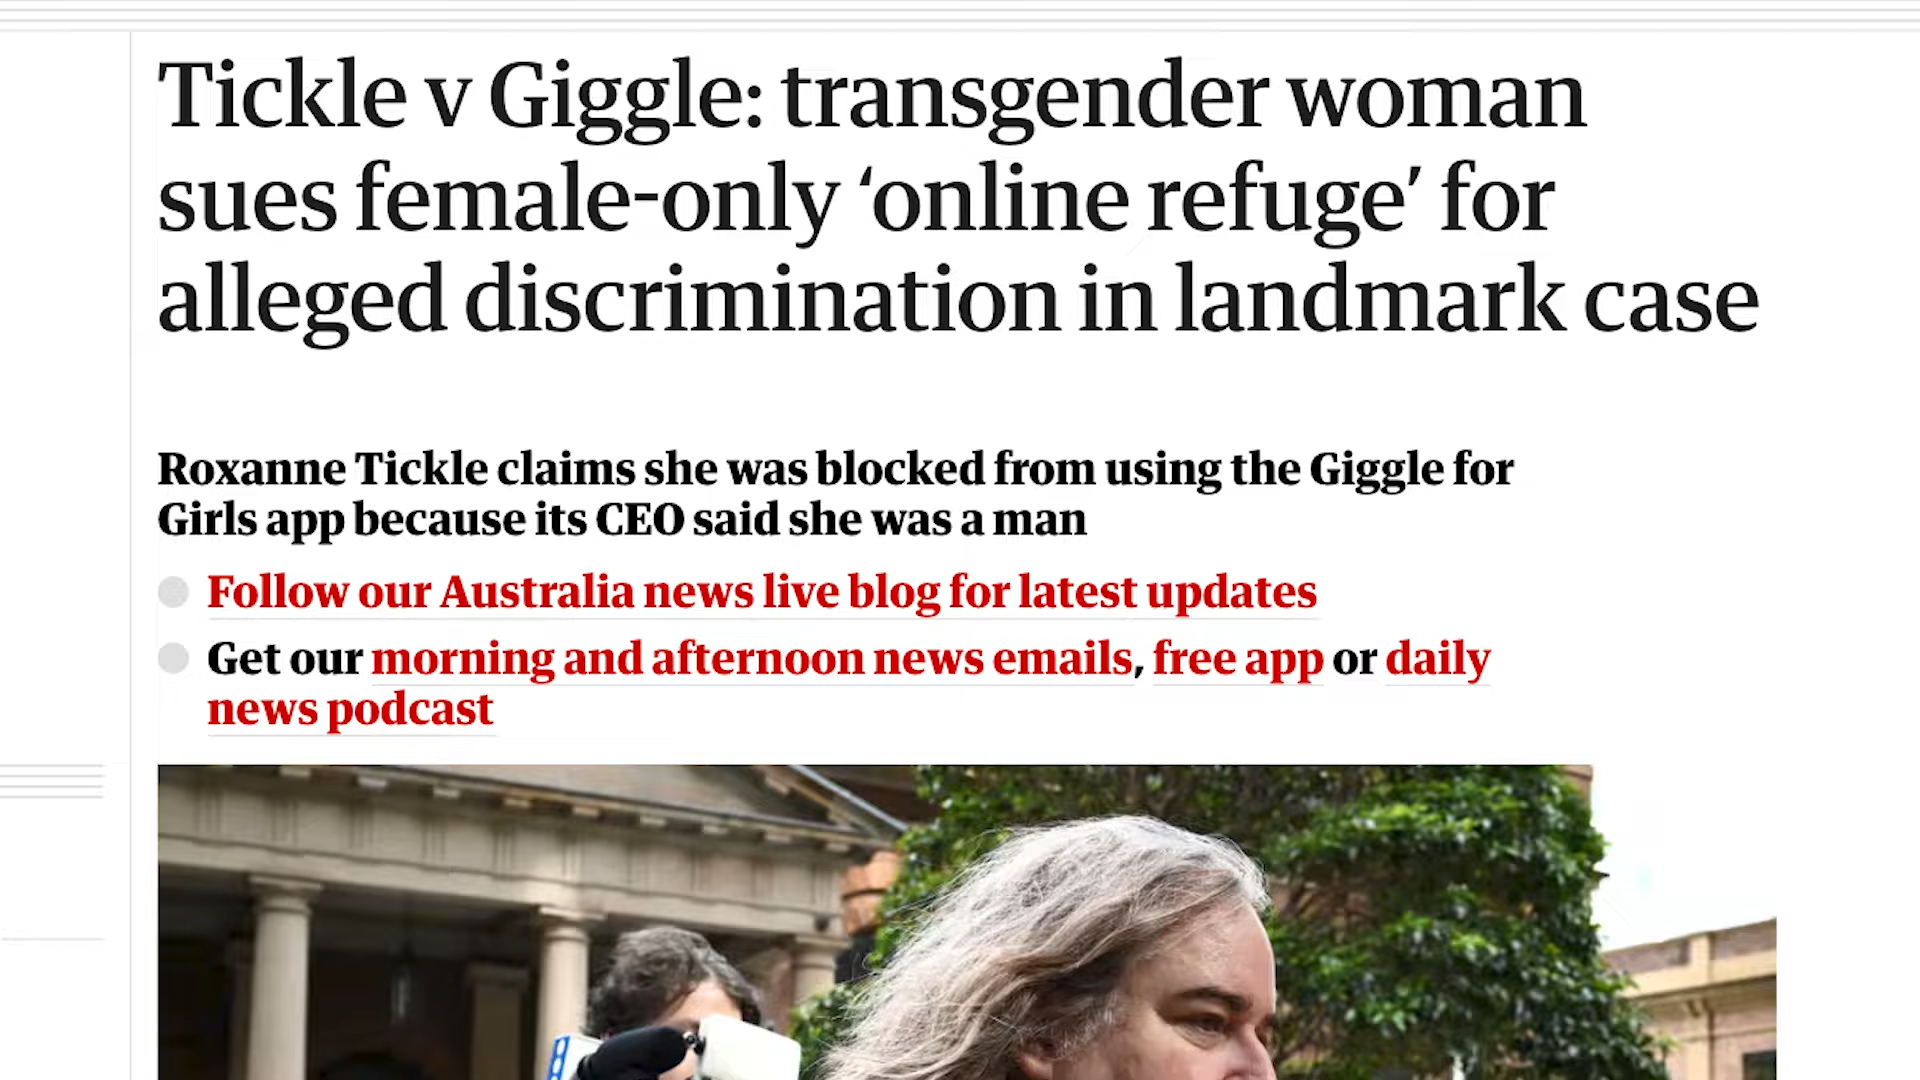 Tickle v Giggle: transgender woman
sues female-only ‘online refuge’ for
alleged discrimination in landmark case
Roxanne Tickle claims she was blocked from using the Giggle for
Girls app because its CEO said she was a man
Follow our Australia news live blog for latest updates
Get our morning and afternoon news emails, free app or daily
news podcast